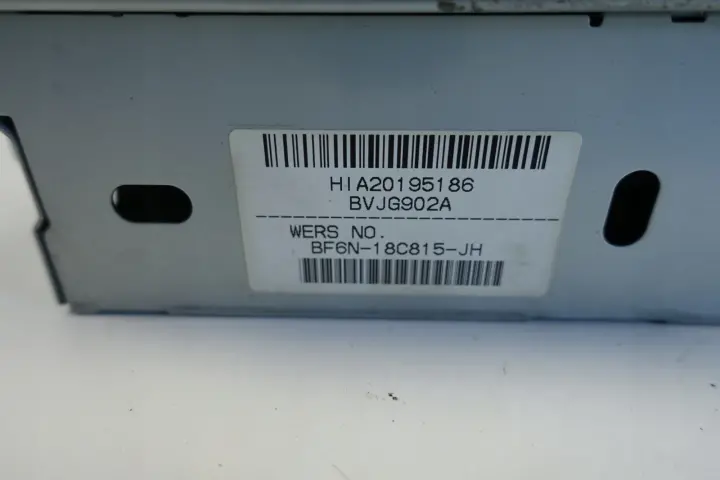 HIA20195186
BVJG902A
WERS NO.
BF6N-18C815-JH